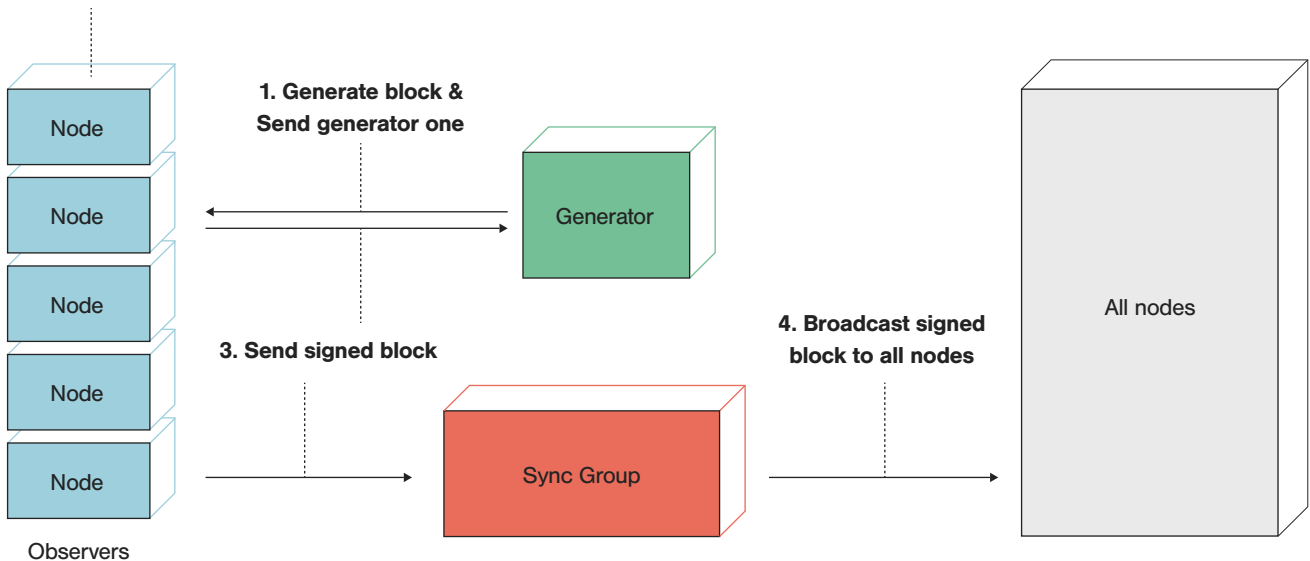 1. Generate block &
Send generator one
Node
Node
Node
Node
Node
Observers
Generator
3. Send signed block
Sync Group
4. Broadcast signed
block to all nodes
All nodes